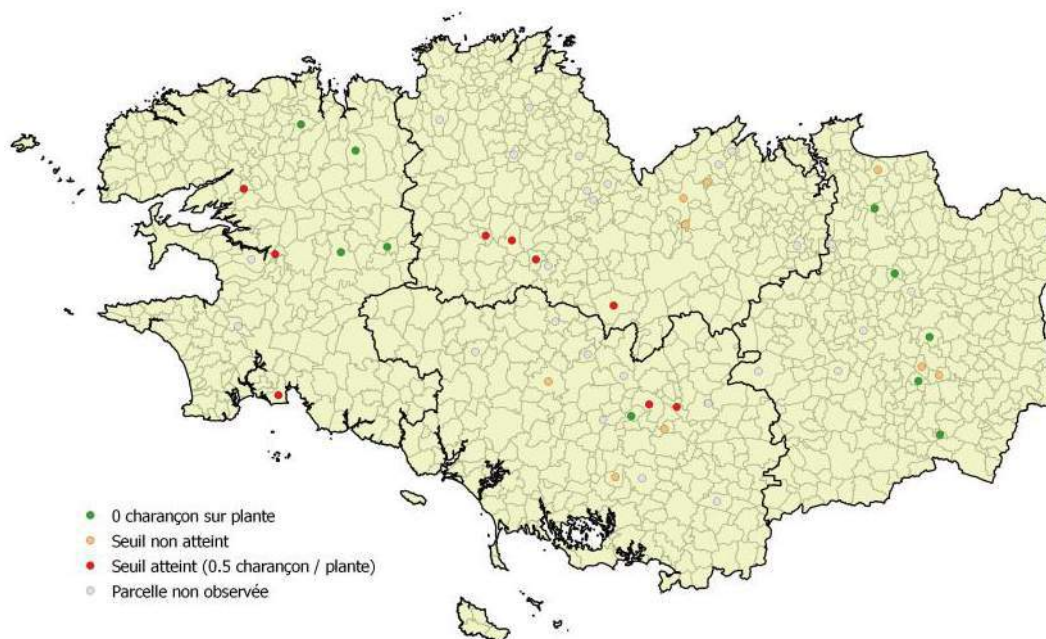 0 charançon sur plante
Seuil non atteint
Seuil atteint (0.5 charançon / plante)
Parcelle non observée